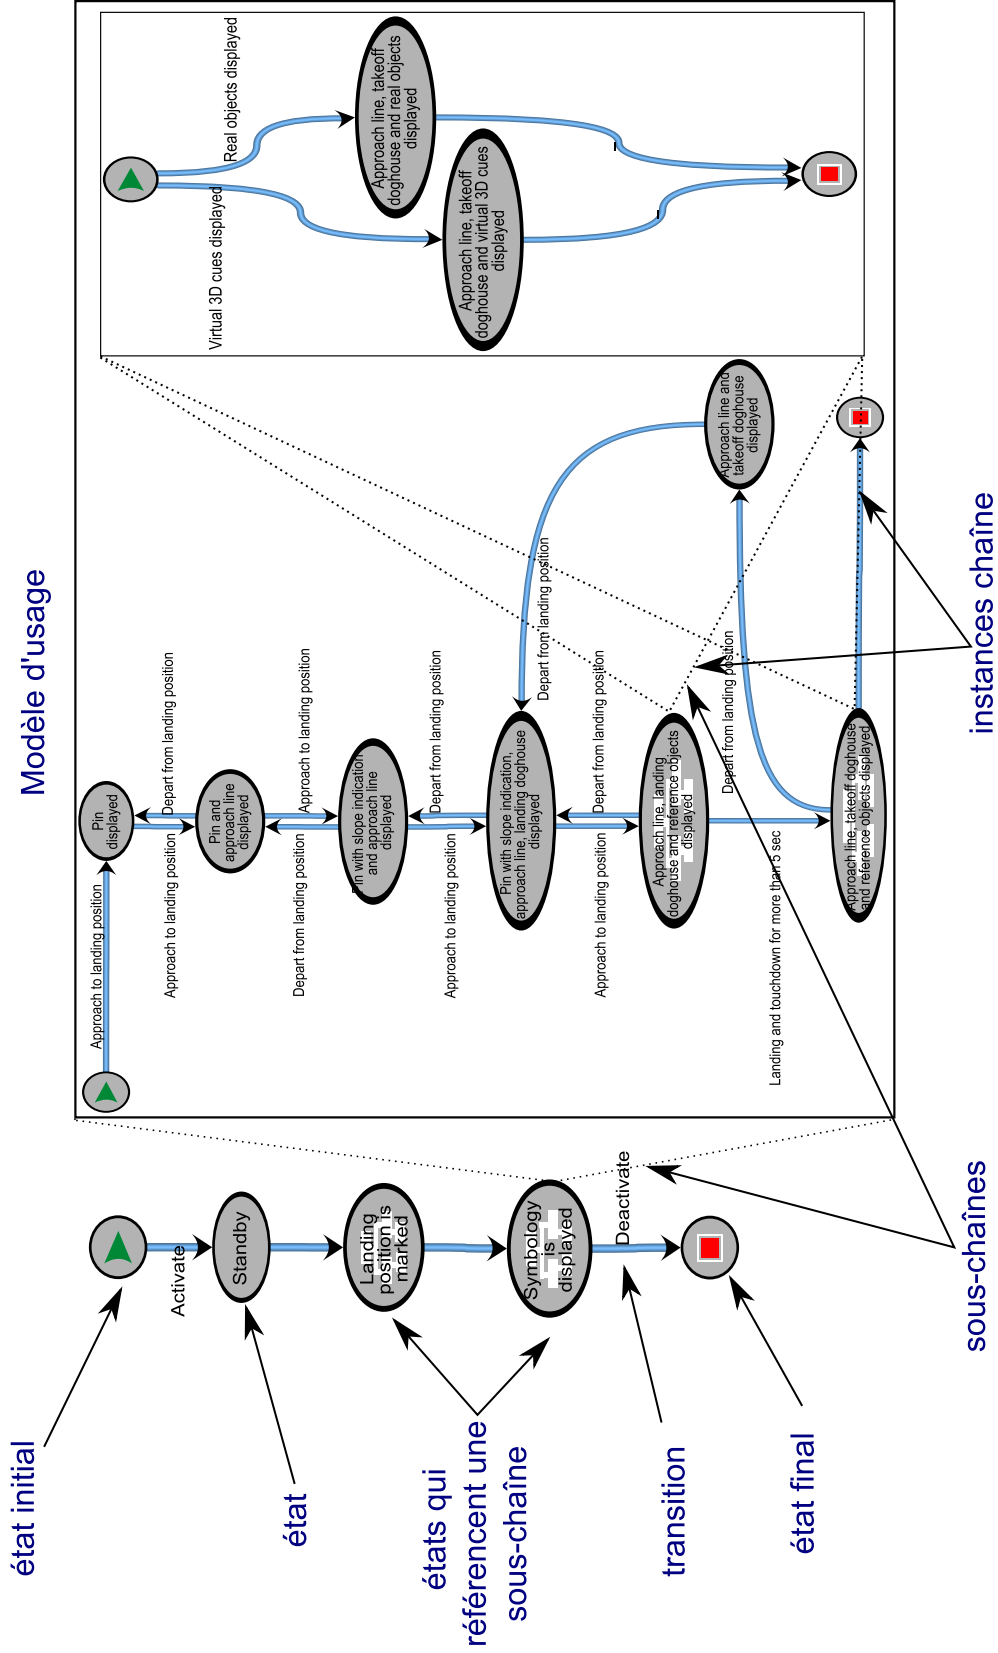 Modèle d'usage
état initial
état
états qui
référencent une
sous-chaîne
transition
état final
sous-chaînes
instances chaîne
Activate
Standby
Landing
position is
marked
Symbology
is
displayed
Deactivate
Approach to landing position
Pin
displayed
Approach to landing position
Depart from landing position
Pin and
approach line
displayed
Depart from landing position
Approach to landing position
Pin with slope indication
and approach line
displayed
Approach to landing position
Depart from landing position
Pin with slope indication,
approach line, landing doghouse
displayed
Approach to landing position
Depart from landing position
Approach line, landing
doghouse and reference objects
displayed
Landing and touchdown for more than 5 sec
Approach line, takeoff doghouse
and reference objects displayed
Depart from landing position
Approach line and
takeoff doghouse
displayed
Depart from landing position
Virtual 3D cues displayed
Real objects displayed
Approach line, takeoff
doghouse and real objects
displayed
Approach line, takeoff
doghouse and virtual 3D cues
displayed